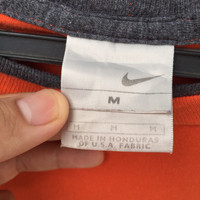 M
M M M
MADE IN HONDURAS
OF U.S.A. FABRIC